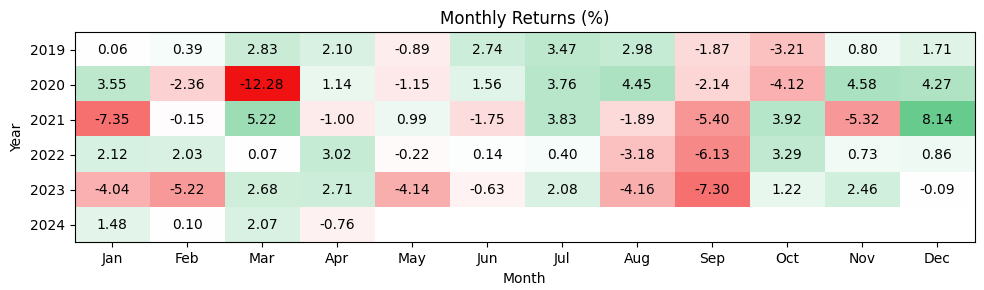 Monthly Returns (%)
Year
2019 0.06 0.39 2.83 2.10 -0.89 2.74 3.47 2.98 -1.87 -3.21 0.80 1.71
2020 3.55 -2.36 -12.28 1.14 -1.15 1.56 3.76 4.45 -2.14 -4.12 4.58 4.27
2021 -7.35 -0.15 5.22 -1.00 0.99 -1.75 3.83 -1.89 -5.40 3.92 -5.32 8.14
2022 2.12 2.03 0.07 3.02 -0.22 0.14 0.40 -3.18 -6.13 3.29 0.73 0.86
2023 -4.04 -5.22 2.68 2.71 -4.14 -0.63 2.08 -4.16 -7.30 1.22 2.46 -0.09
2024 1.48 0.10 2.07 -0.76
Jan Feb Mar Apr May Jun Jul Aug Sep Oct Nov Dec
Month